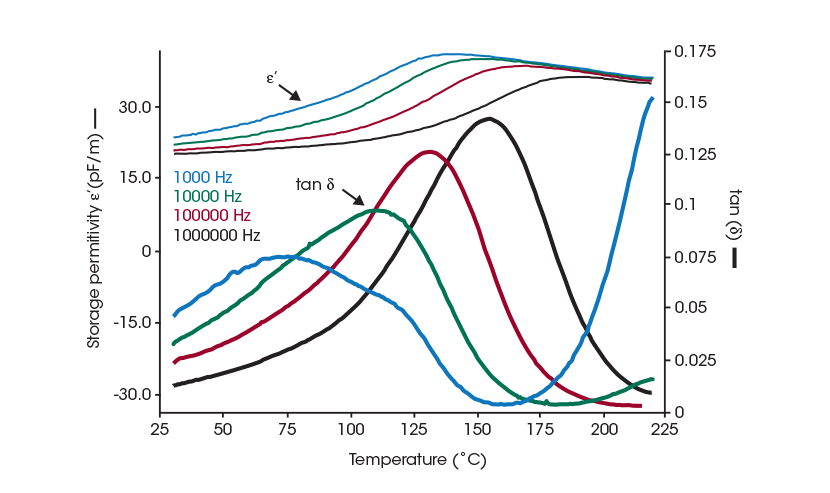 ε′
30.0
15.0
0
-15.0
-30.0
Storage permitivity ε′(pF/m)
1000 Hz
10000 Hz
100000 Hz
1000000 Hz
tan δ
0.175
0.15
0.125
0.1
0.075
0.05
0.025
0
tan (δ)
25 50 75 100 125 150 175 200 225
Temperature (˚C)